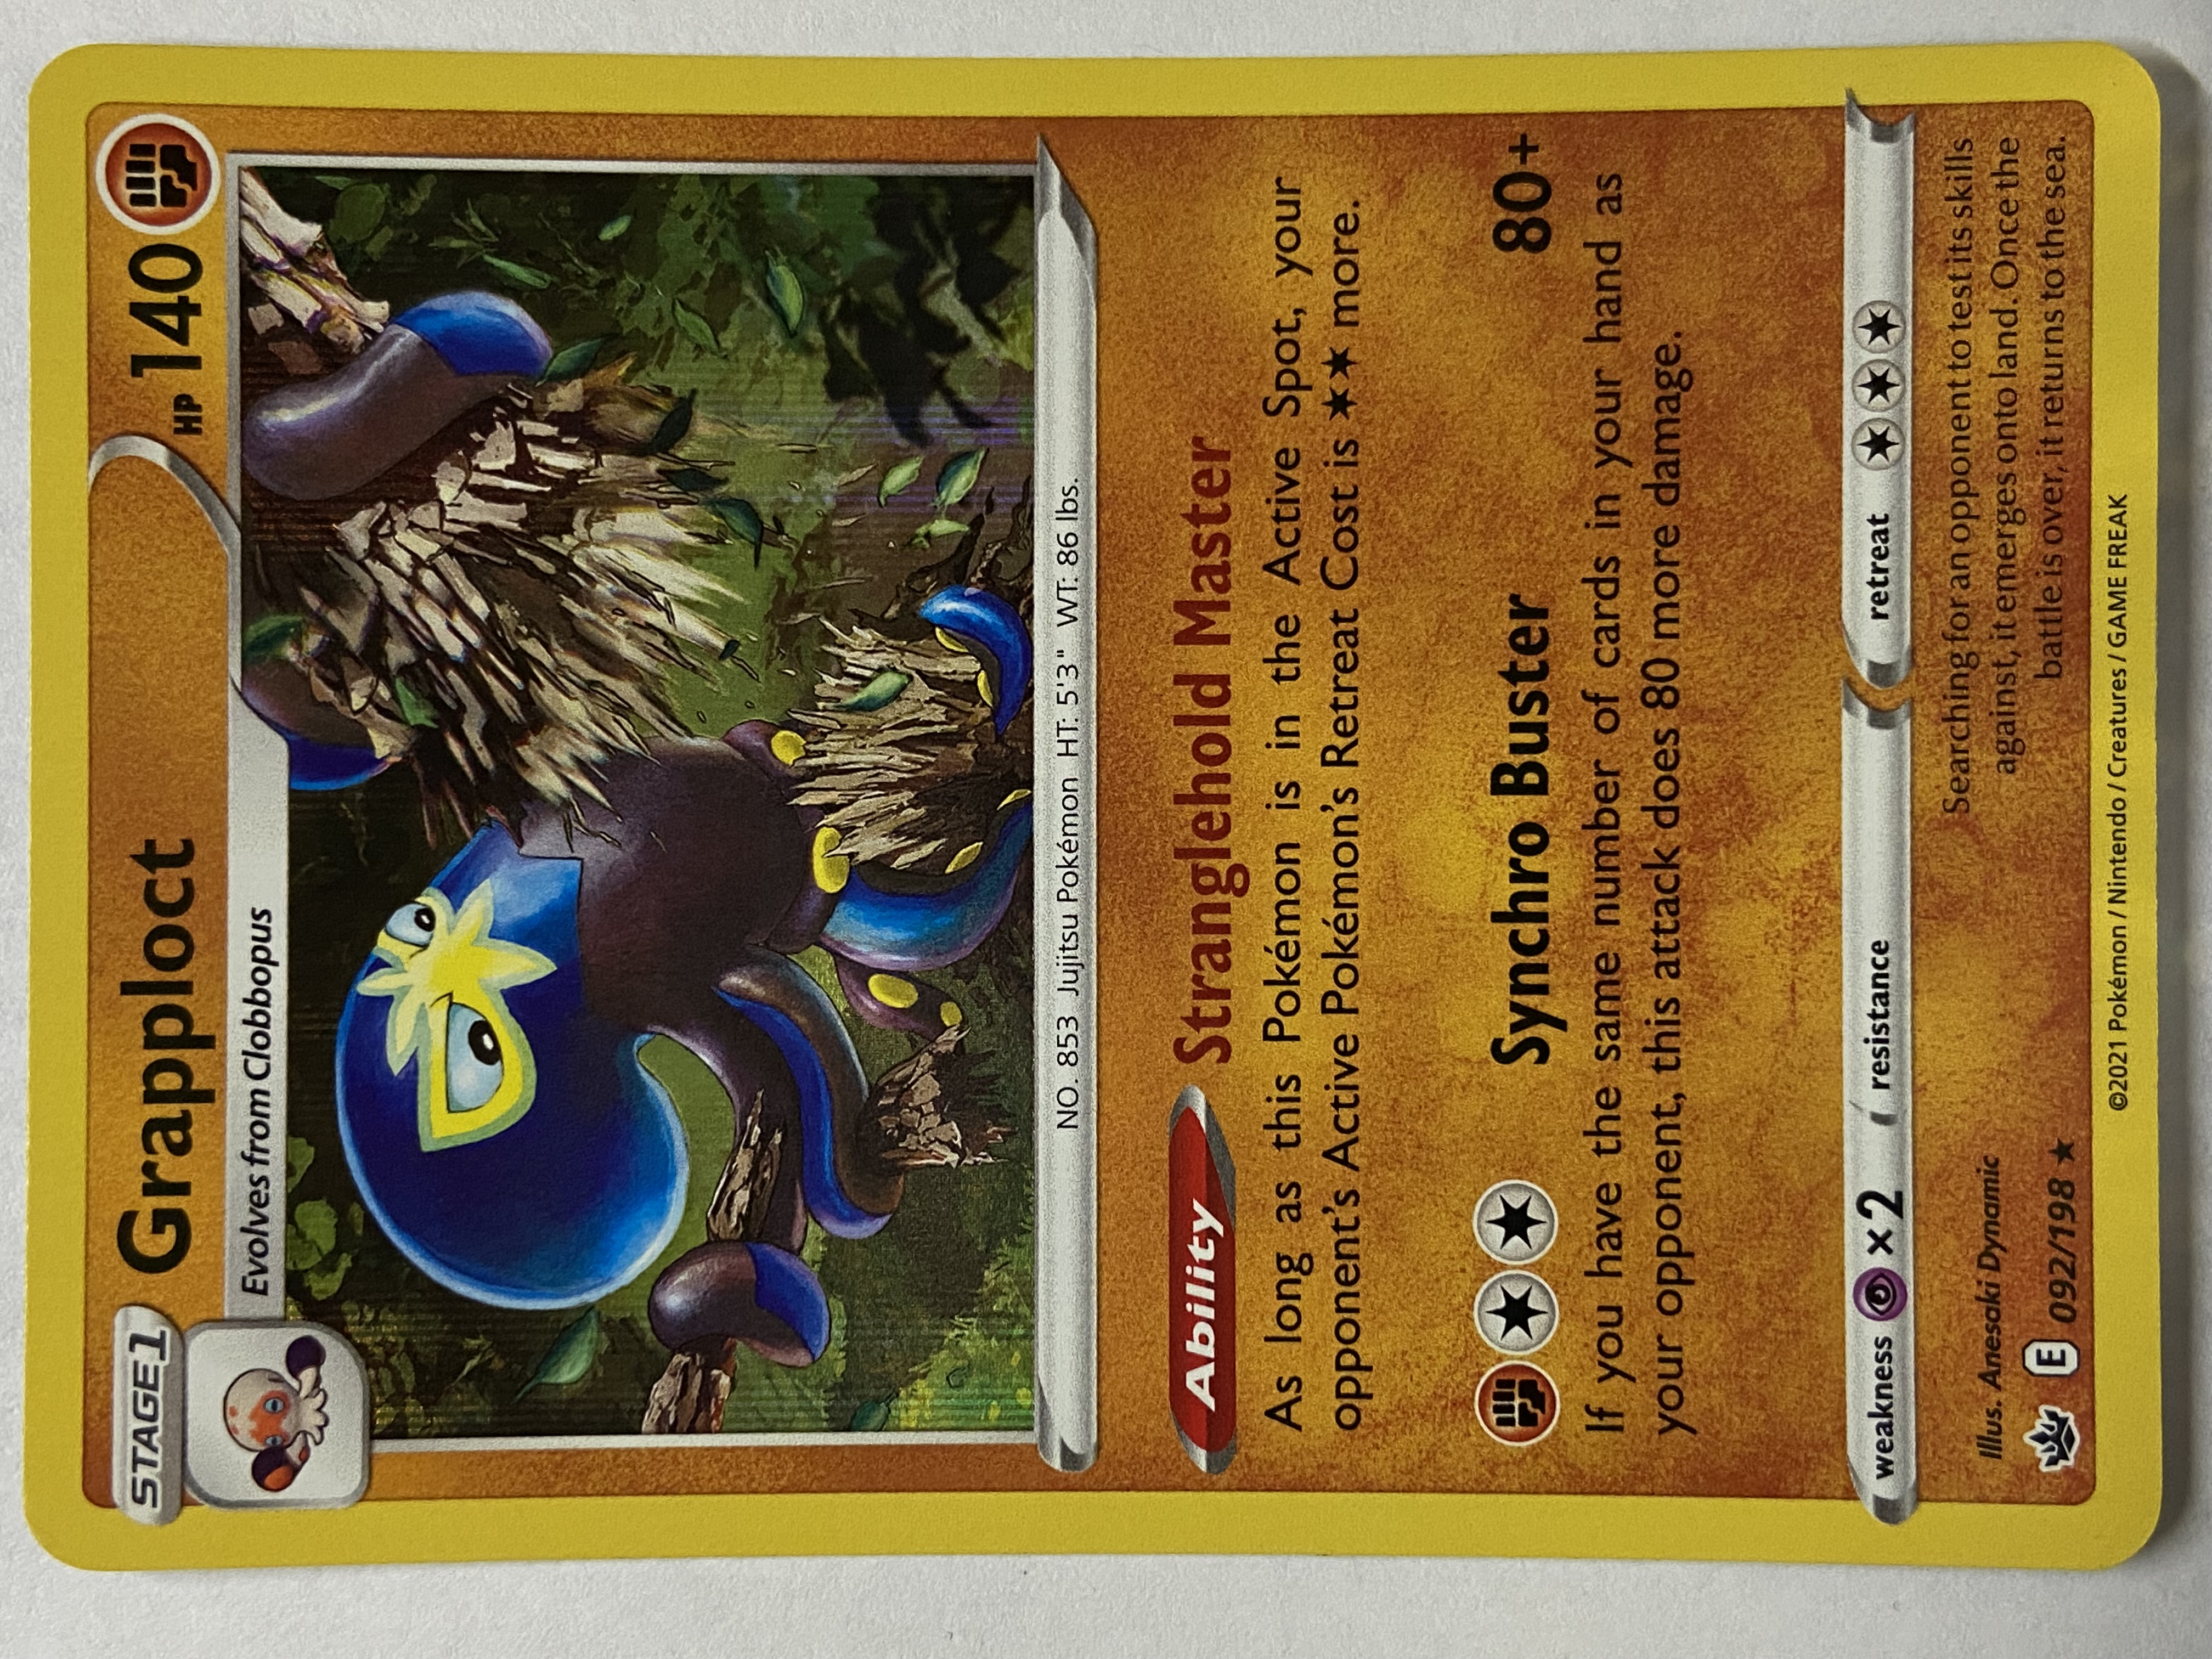 STAGE 1
Grapploct
HP 140
Evolves from Clobbopus
NO. 853 Jujitsu Pokémon HT: 5'3" WT: 86 lbs.
Ability Stranglehold Master
As long as this Pokémon is in the Active Spot, your
opponent's Active Pokémon's Retreat Cost is ✶✶ more.
Synchro Buster 80+
If you have the same number of cards in your hand as
your opponent, this attack does 80 more damage.
weakness ×2 resistance retreat
Illus. Anesaki Dynamic
E 092/198 ★
Searching for an opponent to test its skills
against, it emerges onto land. Once the
battle is over, it returns to the sea.
©2021 Pokémon / Nintendo / Creatures / GAME FREAK